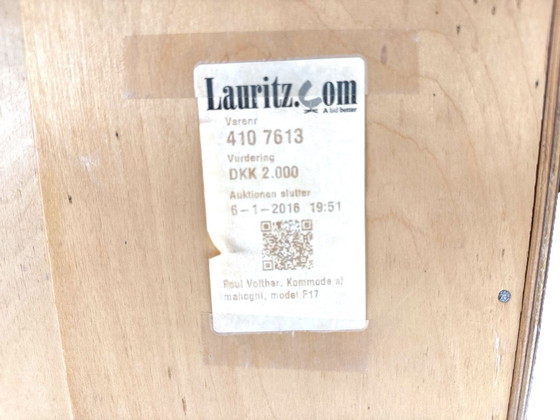 Lauritz.com
A bid better
Varenr
410 7613
Vurdering
DKK 2.000
Auktionen slutter
6-1-2016 19:51
Poul Volther. Kommode af
mahogni, model F17